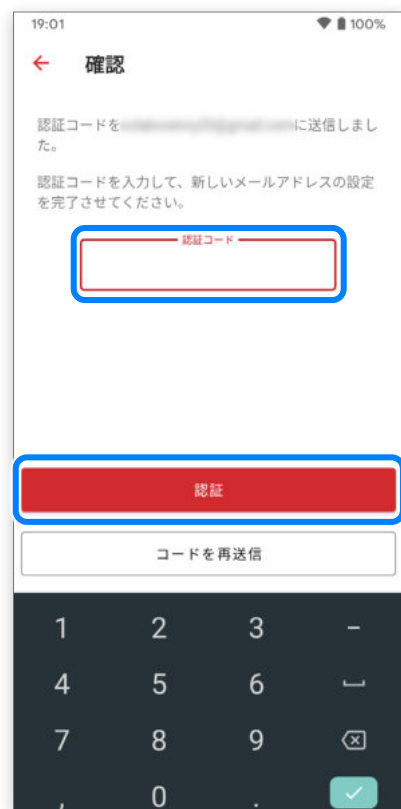 19:01 100%
確認
認証コードを に送信しまし
た。
認証コードを入力して、新しいメールアドレスの設定
を完了させてください。
認証コード
認証
コードを再送信
1 2 3 -
4 5 6
7 8 9
, 0 .